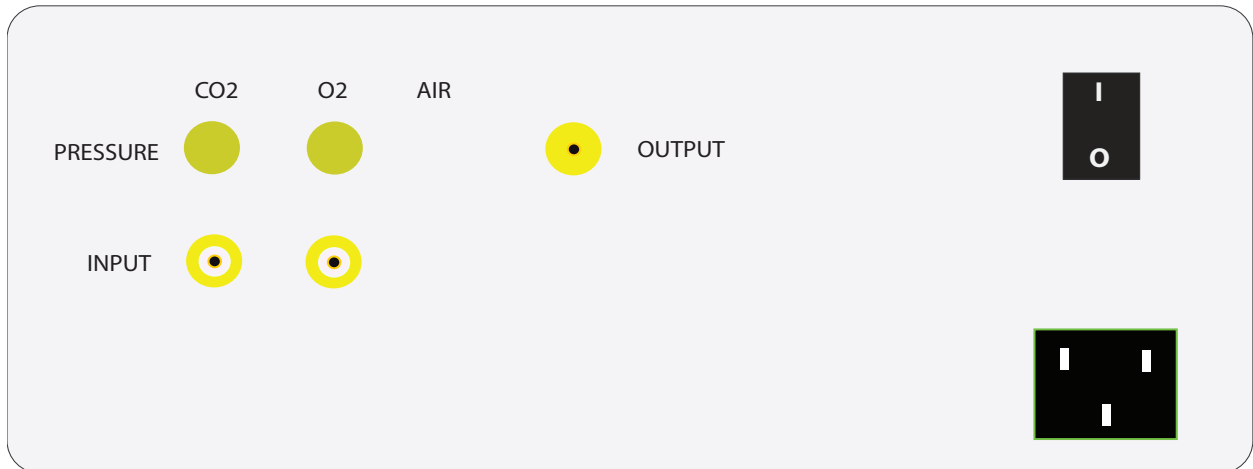 CO2 O2 AIR
PRESSURE
OUTPUT
INPUT
I
O